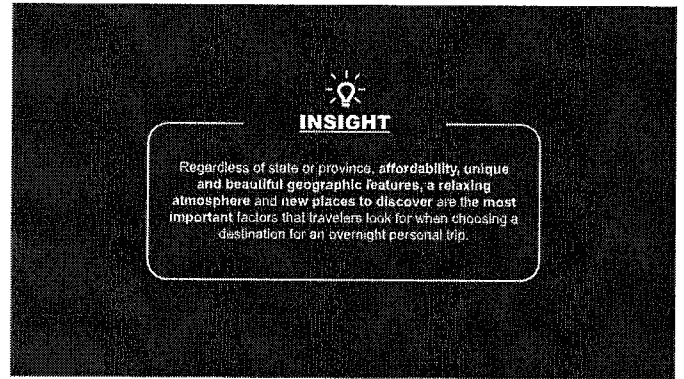 INSIGHT
Regardless of state or province, affordability, unique
and beautiful geographic features, a relaxing
atmosphere and new places to discover are the most
important factors that travelers look for when choosing a
destination for an overnight personal trip.